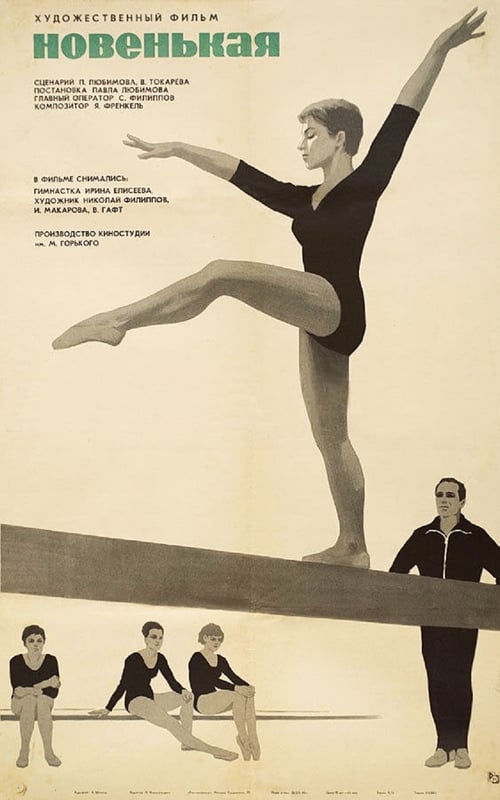 ХУДОЖЕСТВЕННЫЙ ФИЛЬМ
НОВЕНЬКАЯ
СЦЕНАРИЙ П. ЛЮБИМОВА, В. ТОКАРЕВА
ПОСТАНОВКА ПАВЛА ЛЮБИМОВА
ГЛАВНЫЙ ОПЕРАТОР С. ФИЛИППОВ
КОМПОЗИТОР Я. ФРЕНКЕЛЬ
В ФИЛЬМЕ СНИМАЛИСЬ:
ГИМНАСТКА ИРИНА ЕЛИСЕЕВА,
ХУДОЖНИК НИКОЛАЙ ФИЛИППОВ,
И. МАКАРОВА, В. ГАФТ
ПРОИЗВОДСТВО КИНОСТУДИИ
им. М. ГОРЬКОГО